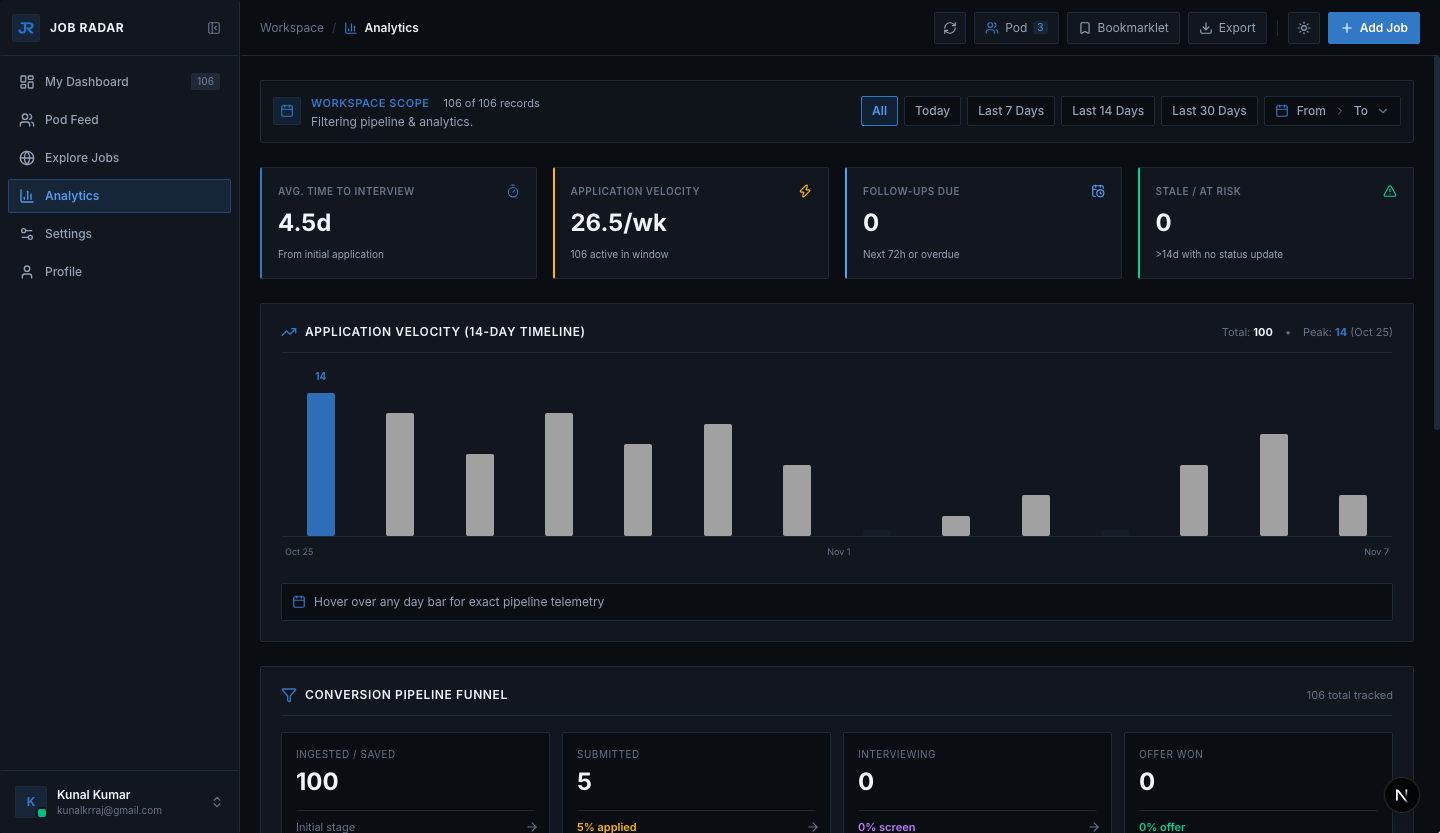 JR JOB RADAR
My Dashboard 106
Pod Feed
Explore Jobs
Analytics
Settings
Profile
K Kunal Kumar
kunalkrraj@gmail.com
Workspace / Analytics
Pod 3
Bookmarklet
Export
Add Job
WORKSPACE SCOPE 106 of 106 records
Filtering pipeline & analytics.
All Today Last 7 Days Last 14 Days Last 30 Days From To
AVG. TIME TO INTERVIEW
4.5d
From initial application
APPLICATION VELOCITY
26.5/wk
106 active in window
FOLLOW-UPS DUE
0
Next 72h or overdue
STALE / AT RISK
0
>14d with no status update
APPLICATION VELOCITY (14-DAY TIMELINE)
Total: 100 • Peak: 14 (Oct 25)
14
Oct 25 Nov 1 Nov 7
Hover over any day bar for exact pipeline telemetry
CONVERSION PIPELINE FUNNEL
106 total tracked
INGESTED / SAVED
100
Initial stage
SUBMITTED
5
5% applied
INTERVIEWING
0
0% screen
OFFER WON
0
0% offer
N